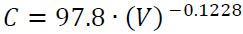 C = 97.8 · (V) ^{−0.1228}